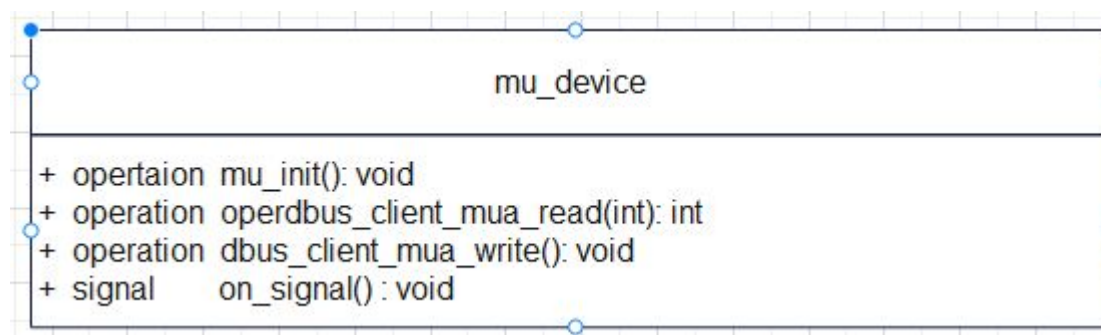 mu_device
+ opertaion mu_init(): void
+ operation operdbus_client_mua_read(int): int
+ operation dbus_client_mua_write(): void
+ signal on_signal() : void